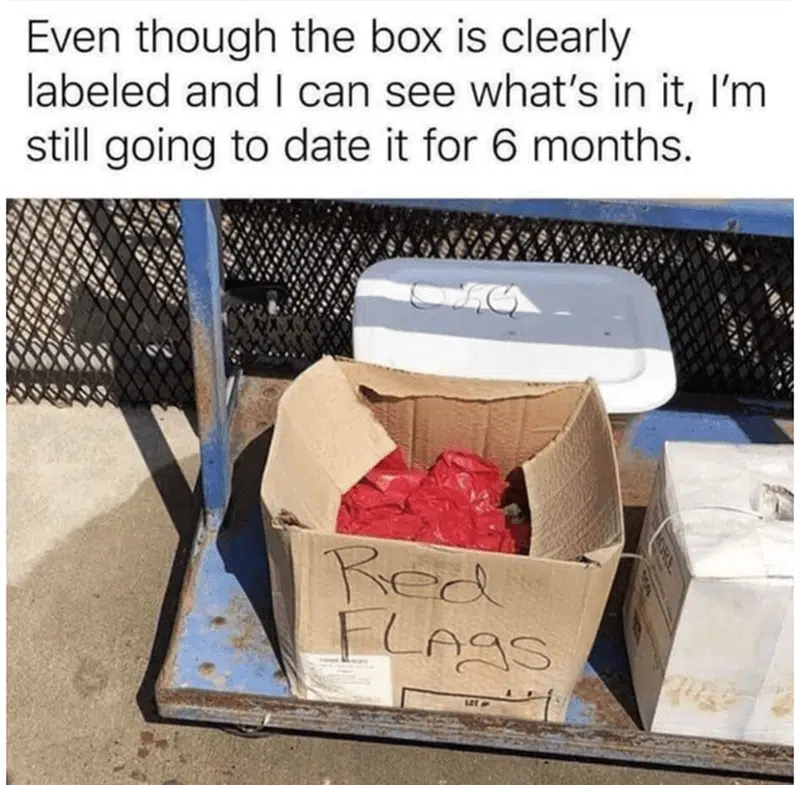 Even though the box is clearly
labeled and I can see what's in it, I'm
still going to date it for 6 months.
Red
FLAgs
LOT